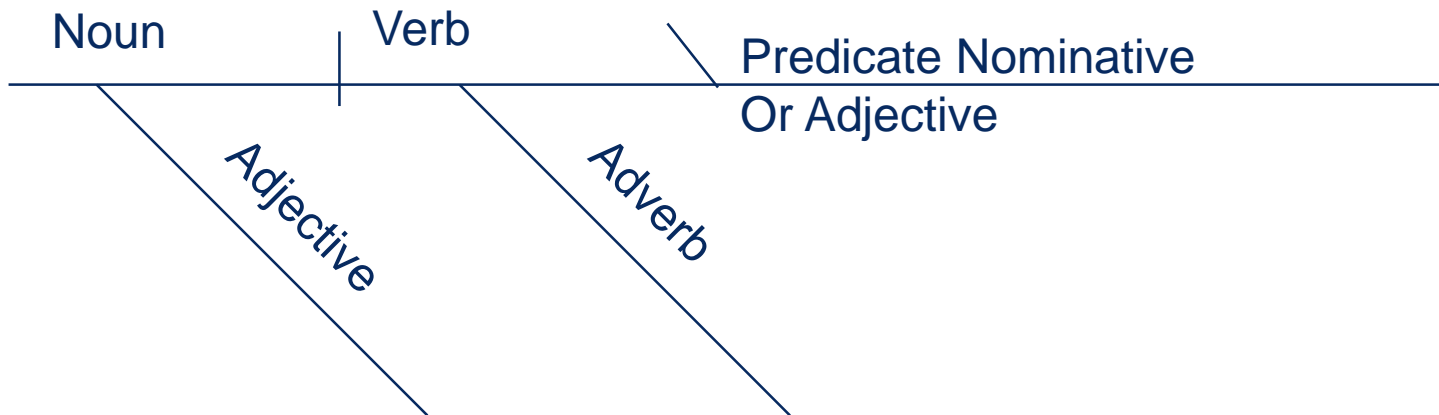 Noun
Verb
Predicate Nominative
Or Adjective
Adjective
Adverb